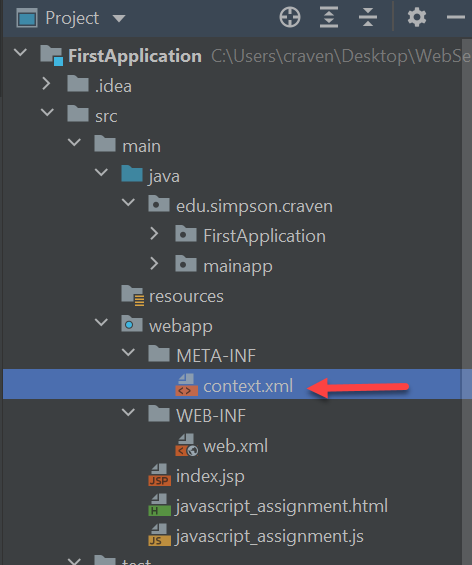 Project
FirstApplication C:\Users\craven\Desktop\WebSe
.idea
src
main
java
edu.simpson.craven
FirstApplication
mainapp
resources
webapp
META-INF
context.xml
WEB-INF
web.xml
JSP index.jsp
H javascript_assignment.html
JS javascript_assignment.js
test